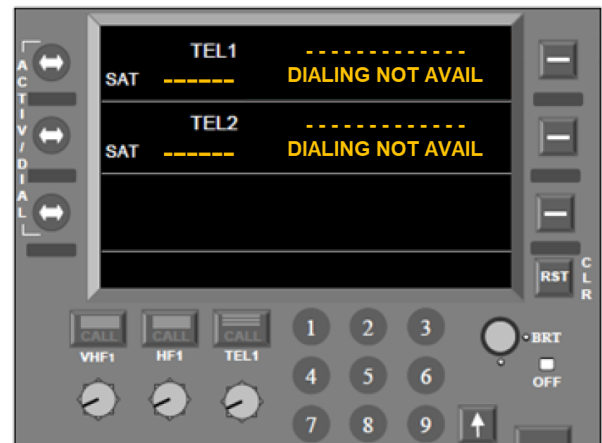 TEL1 - - - - - - - - - - - - -
SAT ------ DIALING NOT AVAIL
TEL2 - - - - - - - - - - - - -
SAT ------ DIALING NOT AVAIL
ACTIV/DIAL
RST
CLR
CALL CALL CALL
VHF1 HF1 TEL1
1 2 3
BRT
OFF
4 5 6
7 8 9